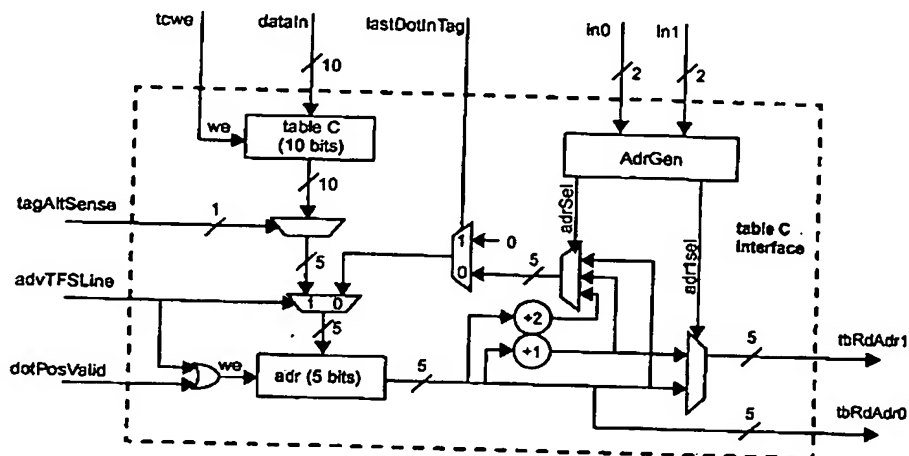 tcwe dataIn lastDotInTag in0 in1
10 2 2
we table C
(10 bits)
AdrGen
10
tagAltSense 1
adrSel adr1sel
table C
Interface
1 0
0
5 5
advTFSLine
1 0
+2
5
+1
5 tbRdAdr1
dotPosValid
we adr (5 bits) 5
5 tbRdAdr0